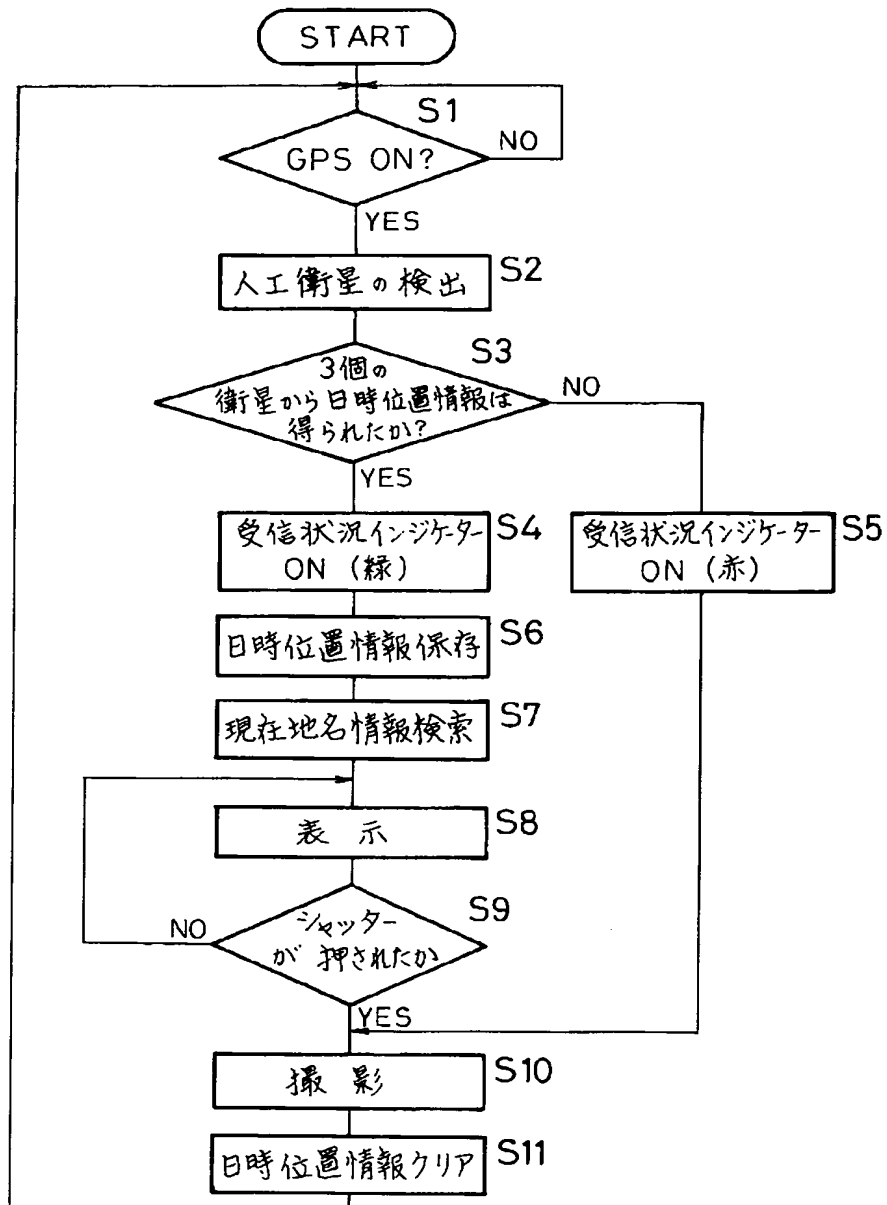 START
S1
GPS ON?
NO
YES
人工衛星の検出
S2
S3
3個の
衛星から日時位置情報は
得られたか?
NO
YES
受信状況インジケーター
ON (緑)
S4
受信状況インジケーター
ON (赤)
S5
日時位置情報保存
S6
現在地名情報検索
S7
表 示
S8
シャッター
が 押されたか
S9
NO
YES
撮 影
S10
日時位置情報クリア
S11